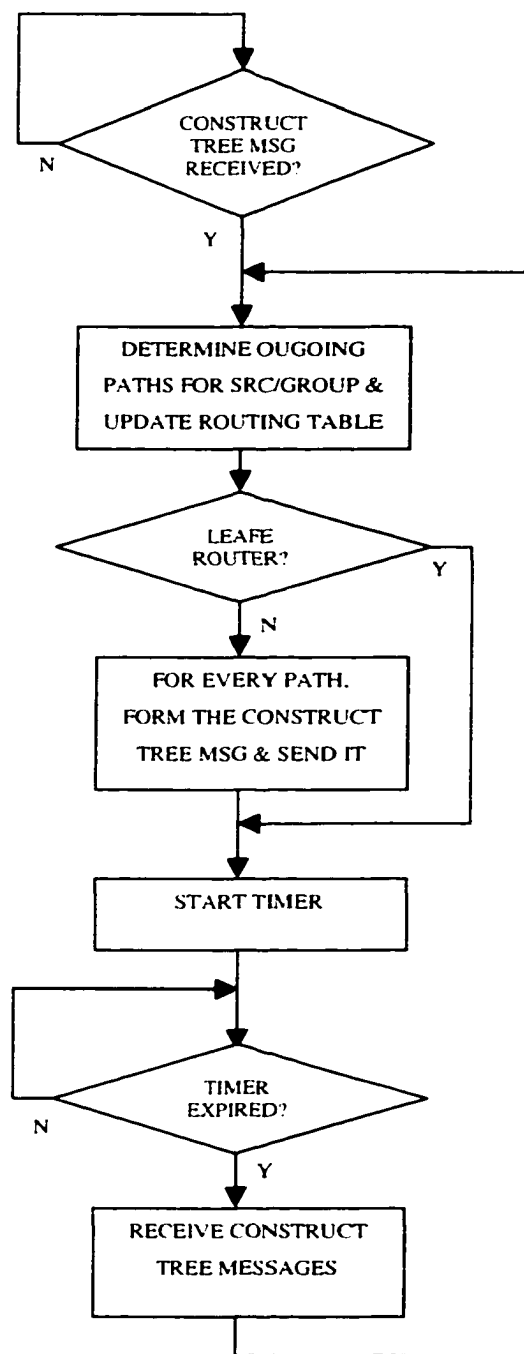 CONSTRUCT
TREE MSG
RECEIVED?
N
Y
DETERMINE OUGOING
PATHS FOR SRC/GROUP &
UPDATE ROUTING TABLE
LEAFE
ROUTER?
Y
N
FOR EVERY PATH.
FORM THE CONSTRUCT
TREE MSG & SEND IT
START TIMER
TIMER
EXPIRED?
N
Y
RECEIVE CONSTRUCT
TREE MESSAGES